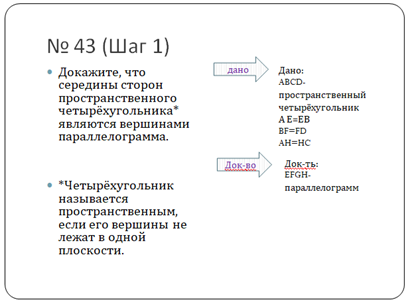 № 43 (Шаг 1)
Докажите, что
середины сторон
пространственного
четырёхугольника*
являются вершинами
параллелограмма.
*Четырёхугольник
называется
пространственным,
если его вершины не
лежат в одной
плоскости.
дано
Дано:
ABCD-
пространственный
четырёхугольник
AE=EB
BF=FD
AH=HC
Док-во
Док-ть:
EFGH-
параллелограмм